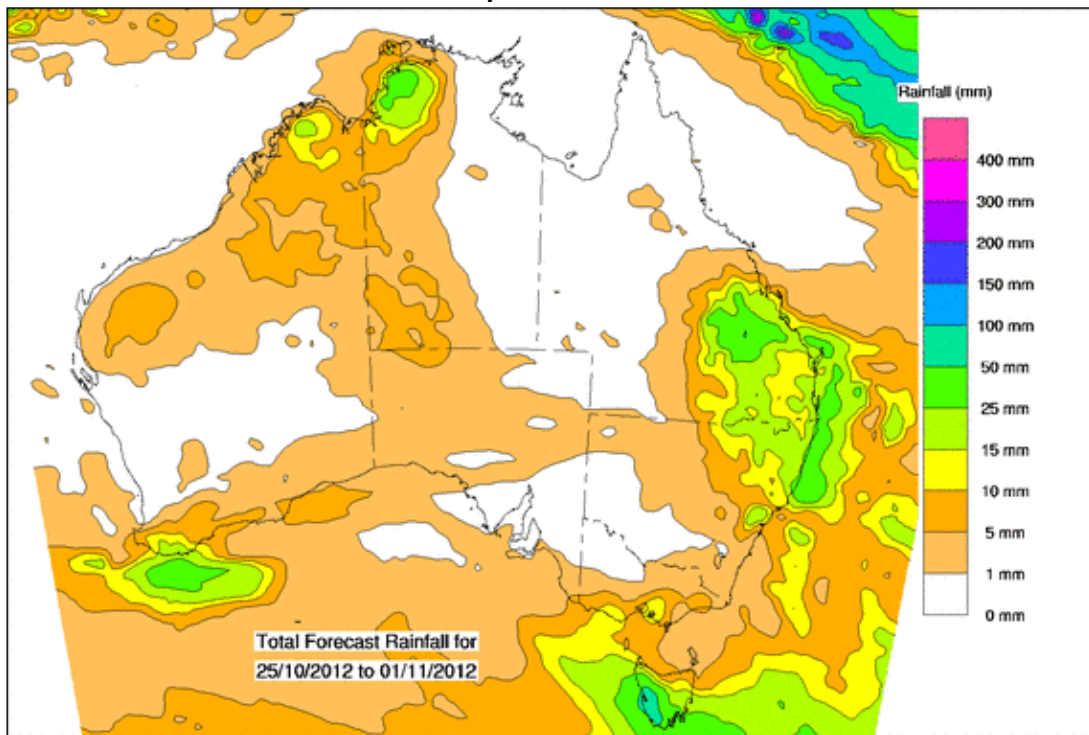 Rainfall (mm)
400 mm
300 mm
200 mm
150 mm
100 mm
50 mm
25 mm
15 mm
10 mm
5 mm
1 mm
0 mm
Total Forecast Rainfall for
25/10/2012 to 01/11/2012